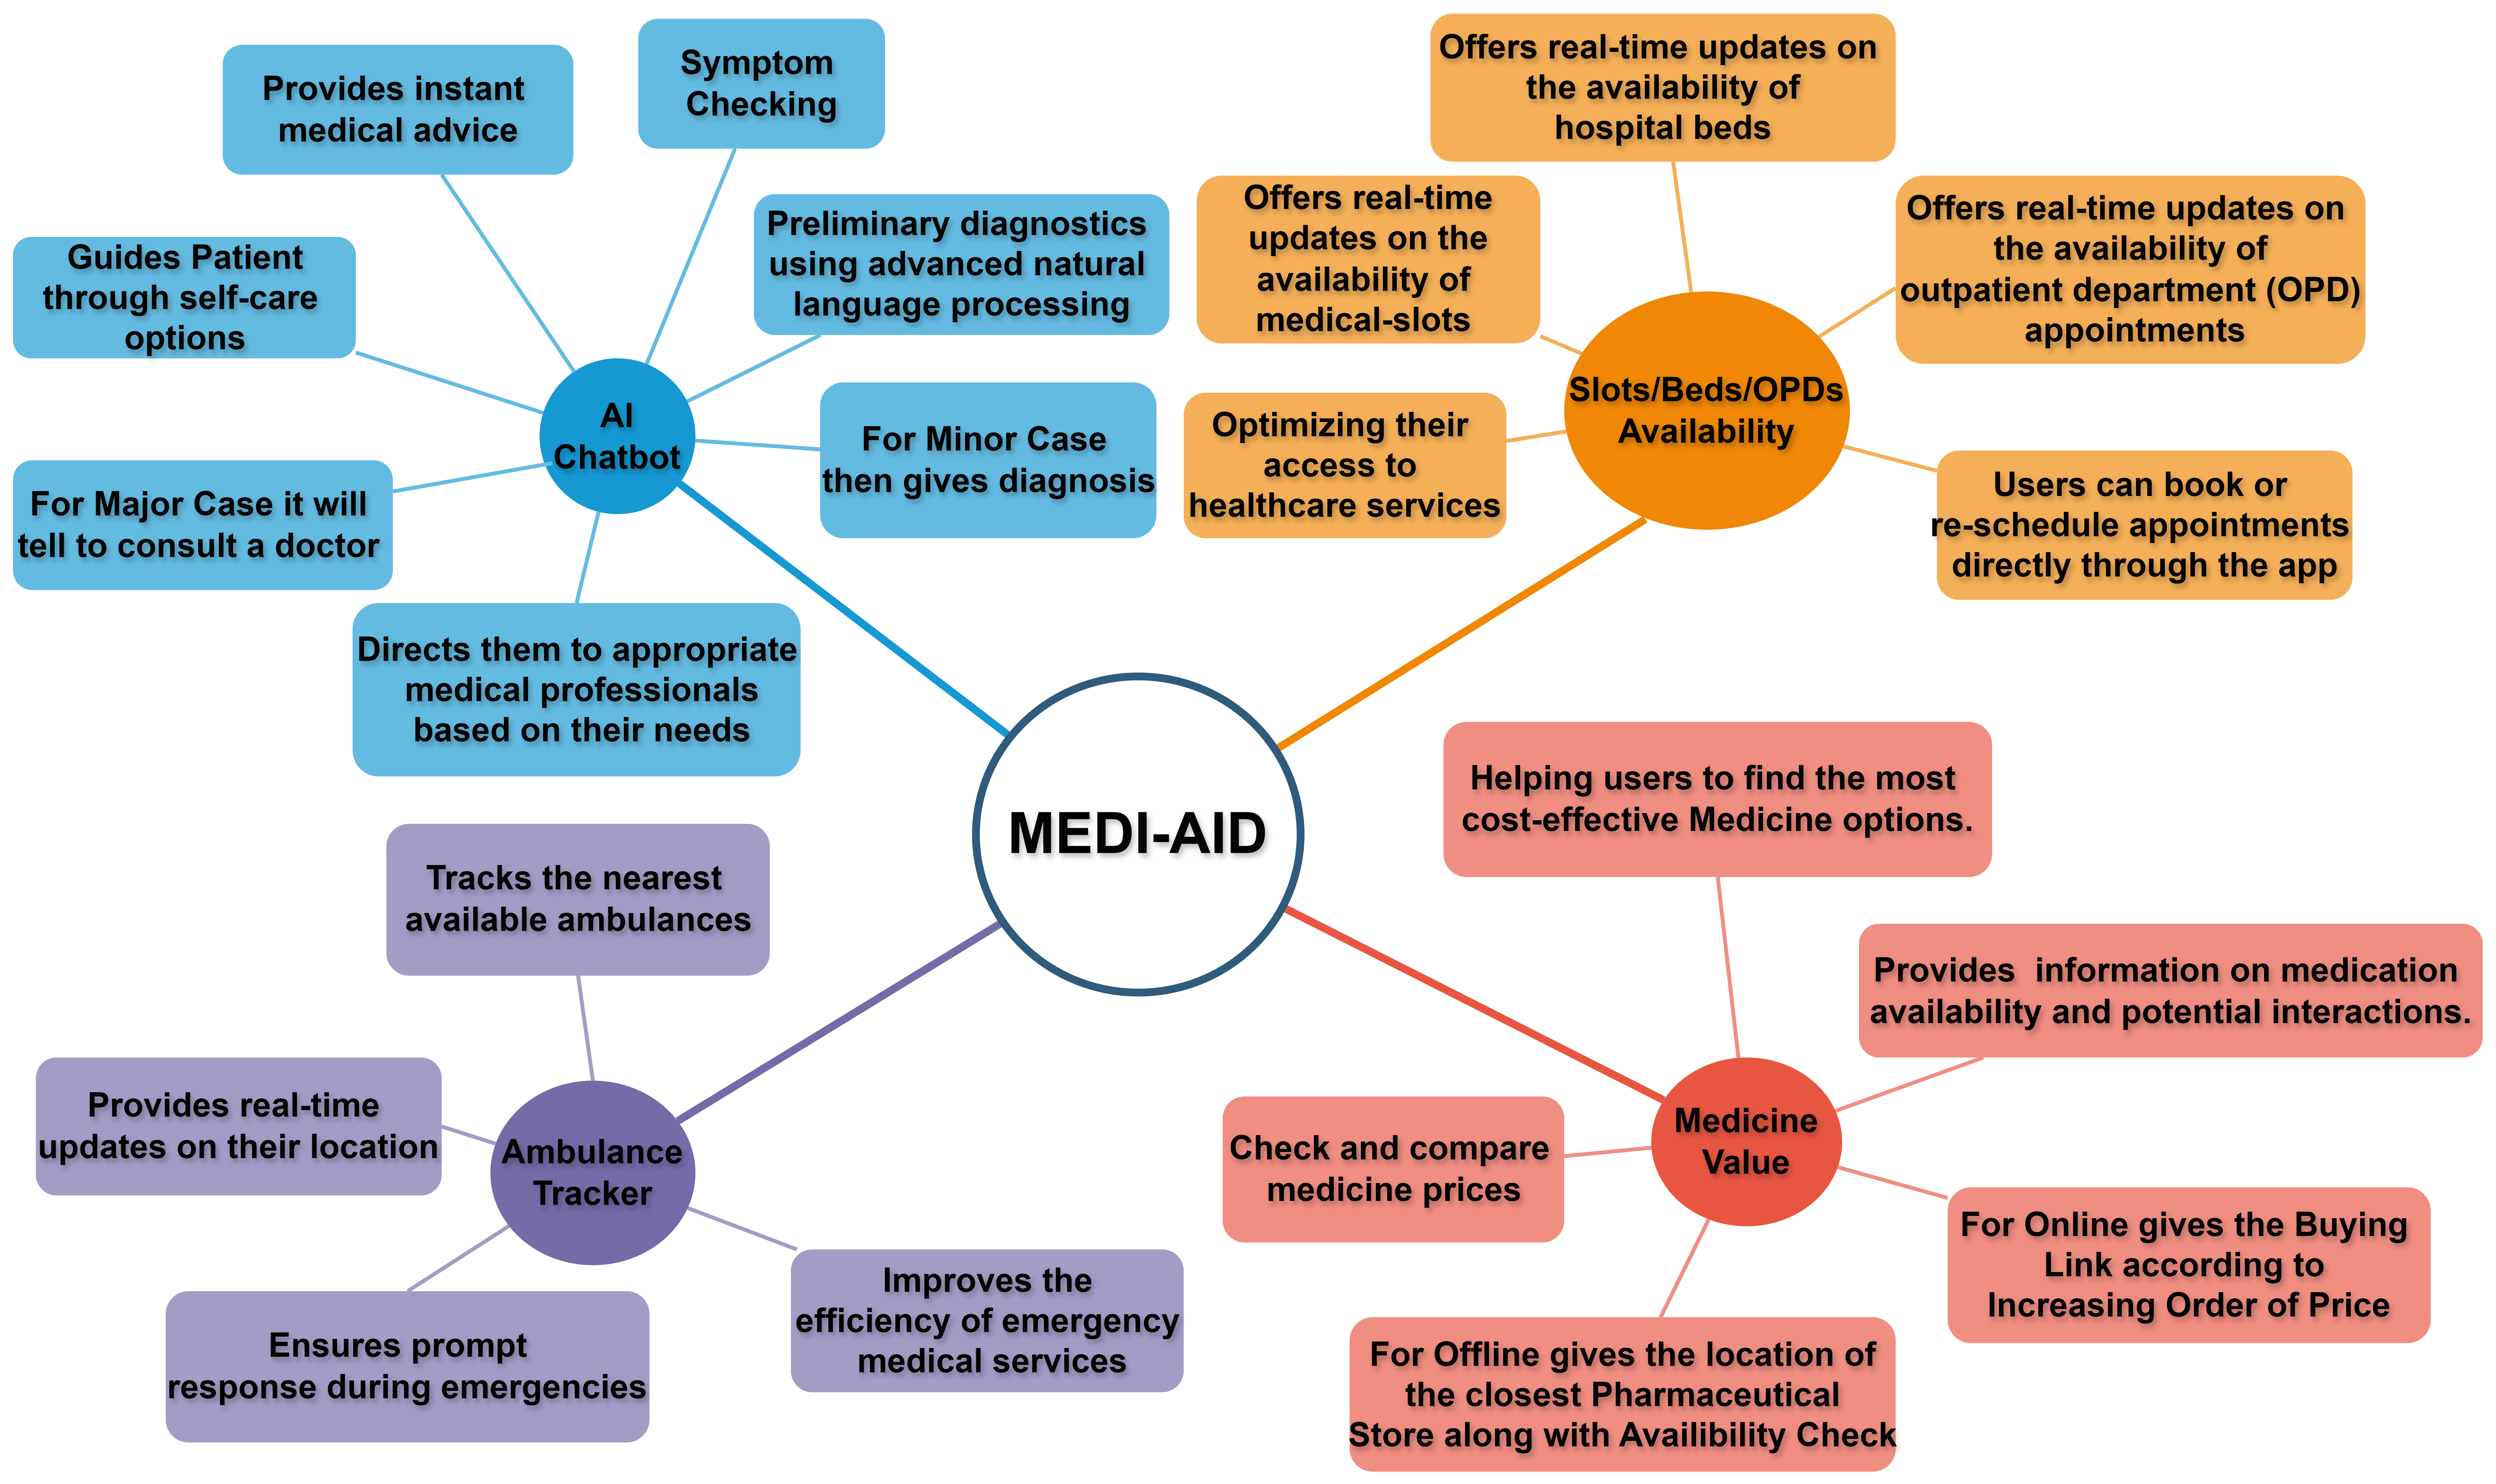 Symptom
Checking
Provides instant
medical advice
Preliminary diagnostics
using advanced natural
language processing
Guides Patient
through self-care
options
AI
Chatbot
For Minor Case
then gives diagnosis
For Major Case it will
tell to consult a doctor
Directs them to appropriate
medical professionals
based on their needs
Offers real-time updates on
the availability of
hospital beds
Offers real-time
updates on the
availability of
medical-slots
Offers real-time updates on
the availability of
outpatient department (OPD)
appointments
Slots/Beds/OPDs
Availability
Optimizing their
access to
healthcare services
Users can book or
re-schedule appointments
directly through the app
MEDI-AID
Tracks the nearest
available ambulances
Provides real-time
updates on their location
Ambulance
Tracker
Ensures prompt
response during emergencies
Improves the
efficiency of emergency
medical services
Helping users to find the most
cost-effective Medicine options.
Provides  information on medication
availability and potential interactions.
Medicine
Value
Check and compare
medicine prices
For Online gives the Buying
Link according to
Increasing Order of Price
For Offline gives the location of
the closest Pharmaceutical
Store along with Availibility Check